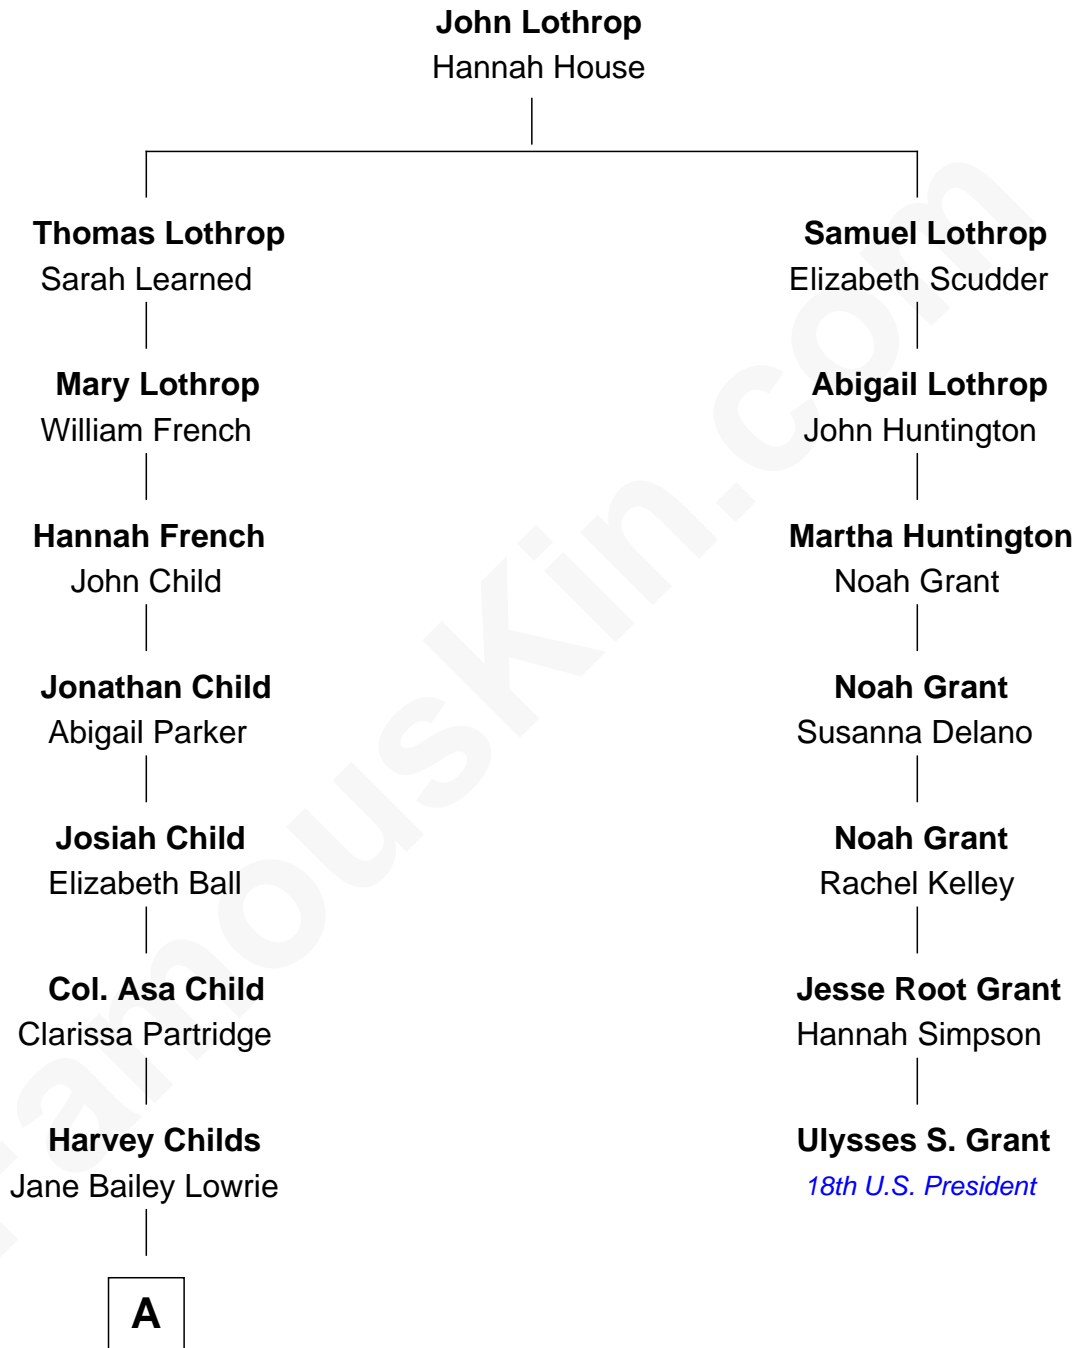 John Lothrop
Hannah House
Thomas Lothrop
Sarah Learned
Samuel Lothrop
Elizabeth Scudder
Mary Lothrop
William French
Abigail Lothrop
John Huntington
Hannah French
John Child
Martha Huntington
Noah Grant
Jonathan Child
Abigail Parker
Noah Grant
Susanna Delano
Josiah Child
Elizabeth Ball
Noah Grant
Rachel Kelley
Col. Asa Child
Clarissa Partridge
Jesse Root Grant
Hannah Simpson
Harvey Childs
Jane Bailey Lowrie
Ulysses S. Grant
18th U.S. President
A
FamousKin.com